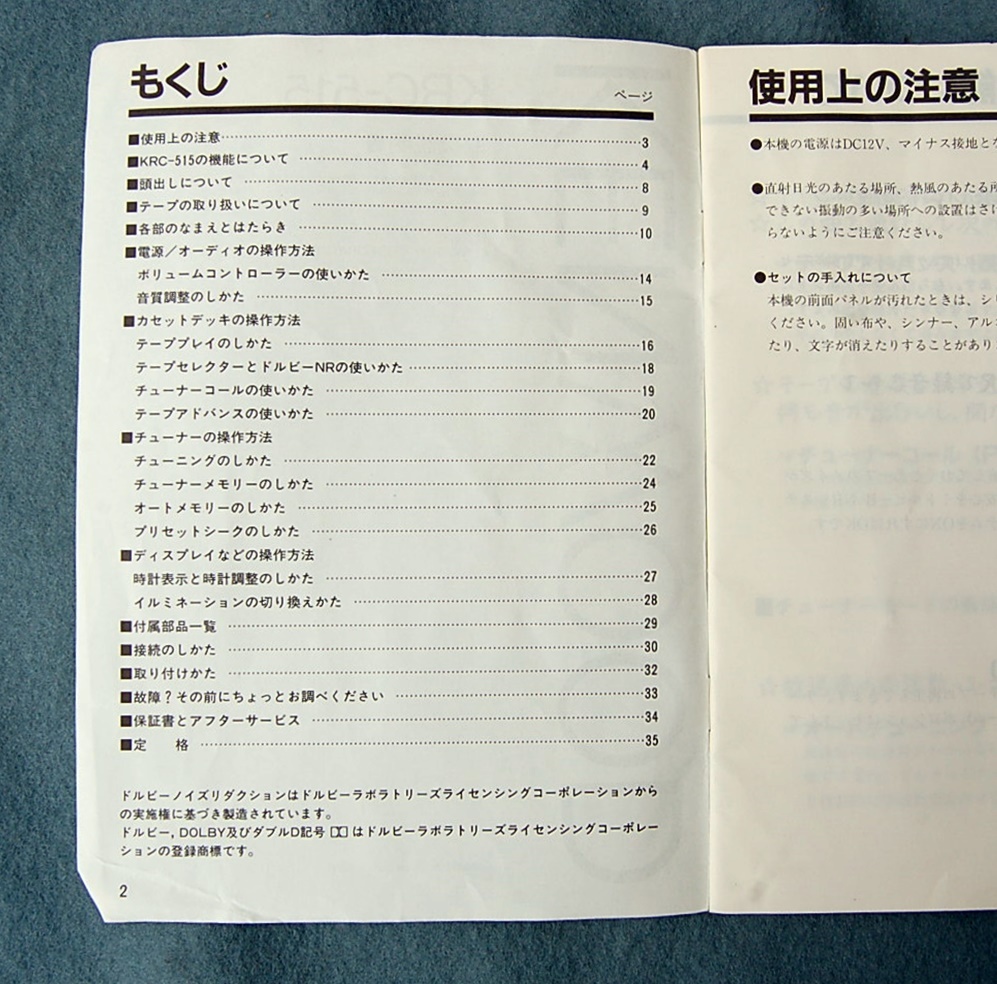 もくじ
ページ
■使用上の注意 3
■KRC-515の機能について 4
■頭出しについて 8
■テープの取り扱いについて 9
■各部のなまえとはたらき 10
■電源／オーディオの操作方法
ボリュームコントローラーの使いかた 14
音質調整のしかた 15
■カセットデッキの操作方法
テーププレイのしかた 16
テープセレクターとドルビーNRの使いかた 18
チューナーコールの使いかた 19
テープアドバンスの使いかた 20
■チューナーの操作方法
チューニングのしかた 22
チューナーメモリーのしかた 24
オートメモリーのしかた 25
プリセットシークのしかた 26
■ディスプレイなどの操作方法
時計表示と時計調整のしかた 27
イルミネーションの切り換えかた 28
■付属部品一覧 29
■接続のしかた 30
■取り付けかた 32
■故障？その前にちょっとお調べください 33
■保証書とアフターサービス 34
■定　　格 35
ドルビーノイズリダクションはドルビーラボラトリーズライセンシングコーポレーションから
の実施権に基づき製造されています。
ドルビー, DOLBY及びダブルD記号 はドルビーラボラトリーズライセンシングコーポレー
ションの登録商標です。
2
使用上の注意
●本機の電源はDC12V、マイナス接地と
●直射日光のあたる場所、熱風のあたる所
できない振動の多い場所への設置はさけ
らないようにご注意ください。
●セットの手入れについて
本機の前面パネルが汚れたときは、シリ
ください。固い布や、シンナー、アル
たり、文字が消えたりすることがあり